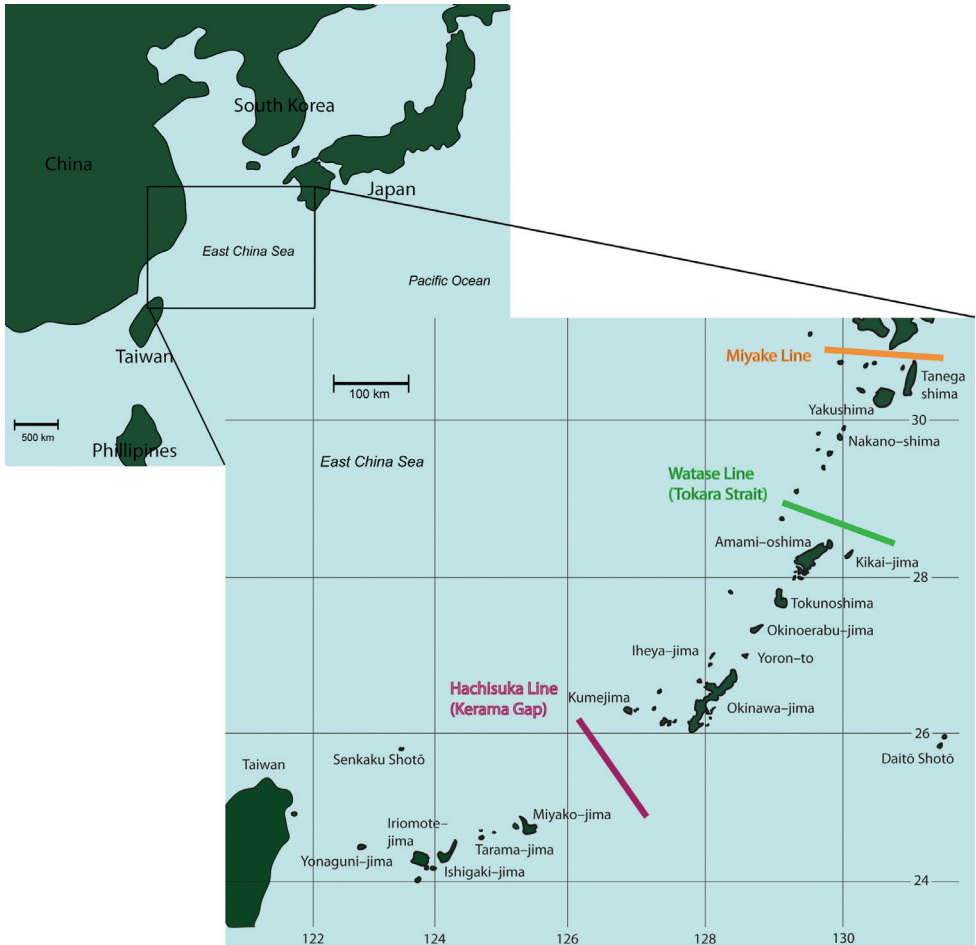 South Korea
China
Japan
East China Sea
Pacific Ocean
Taiwan
500 km
Phillipines
100 km
East China Sea
Miyake Line
Tanega
shima
Yakushima
30
Nakano-shima
Watase Line
(Tokara Strait)
Amami-oshima
Kikai-jima
28
Tokunoshima
Okinoerabu-jima
Iheya-jima
Yoron-to
Hachisuka Line
(Kerama Gap)
Kumejima
Okinawa-jima
26
Senkaku Shotō
Daitō Shotō
Taiwan
Iriomote-
jima
Miyako-jima
Tarama-jima
Yonaguni-jima
Ishigaki-jima
24
122
124
126
128
130